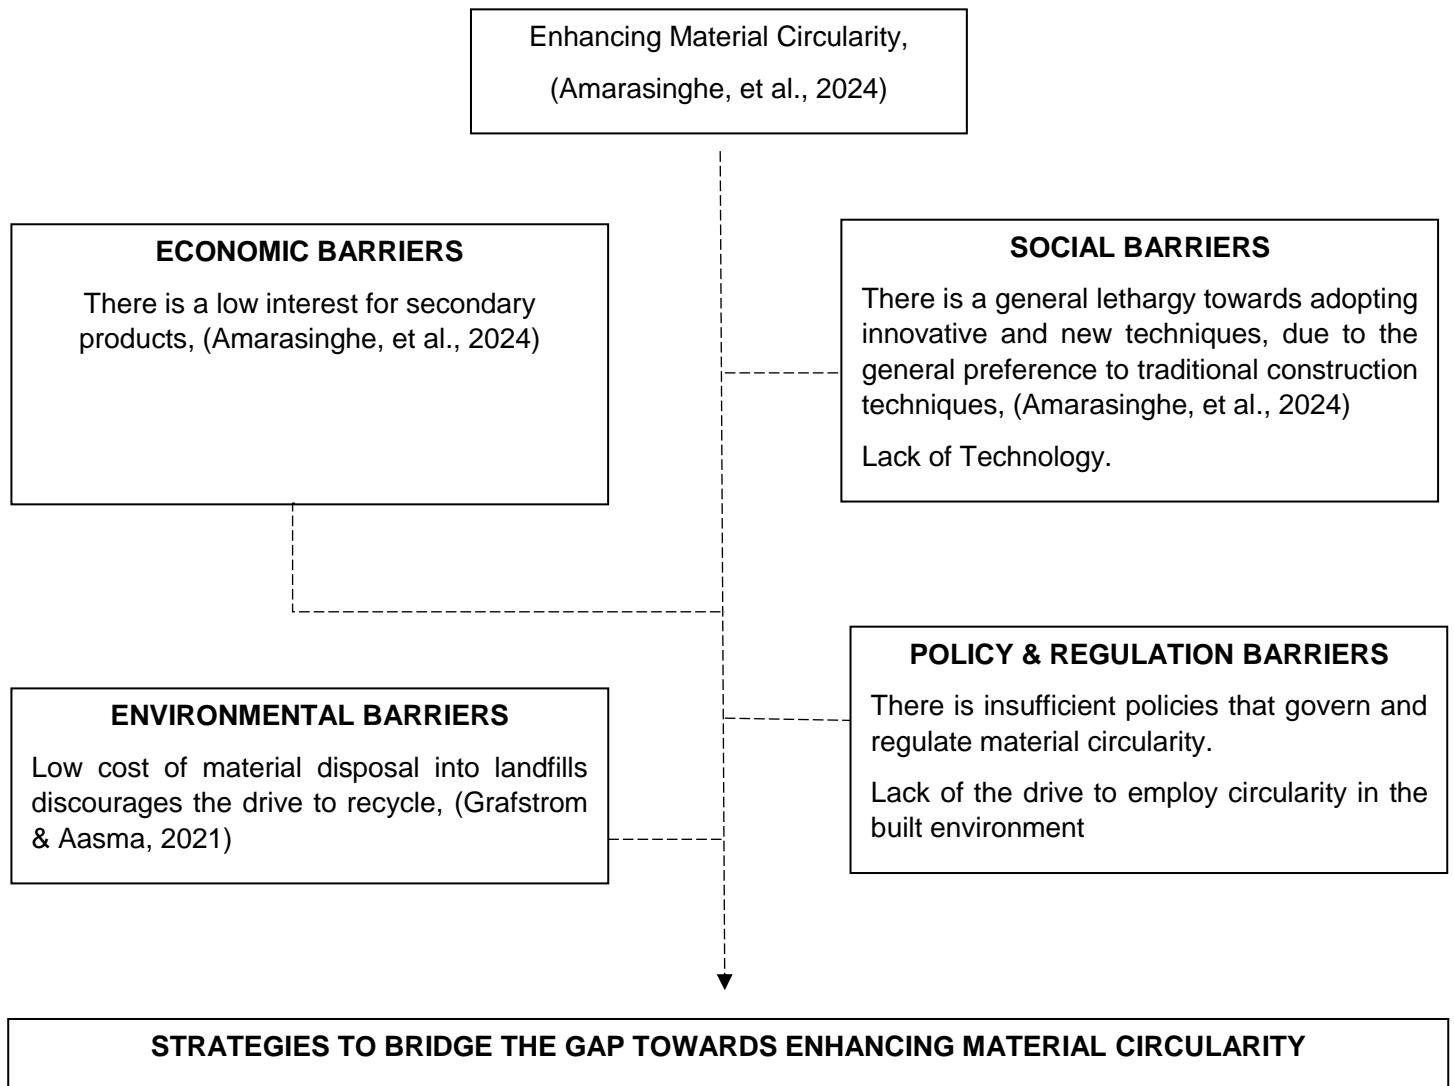 Enhancing Material Circularity,
(Amarasinghe, et al., 2024)
ECONOMIC BARRIERS
There is a low interest for secondary
products, (Amarasinghe, et al., 2024)
SOCIAL BARRIERS
There is a general lethargy towards adopting
innovative and new techniques, due to the
general preference to traditional construction
techniques, (Amarasinghe, et al., 2024)
Lack of Technology.
ENVIRONMENTAL BARRIERS
Low cost of material disposal into landfills
discourages the drive to recycle, (Grafstrom
& Aasma, 2021)
POLICY & REGULATION BARRIERS
There is insufficient policies that govern and
regulate material circularity.
Lack of the drive to employ circularity in the
built environment
STRATEGIES TO BRIDGE THE GAP TOWARDS ENHANCING MATERIAL CIRCULARITY